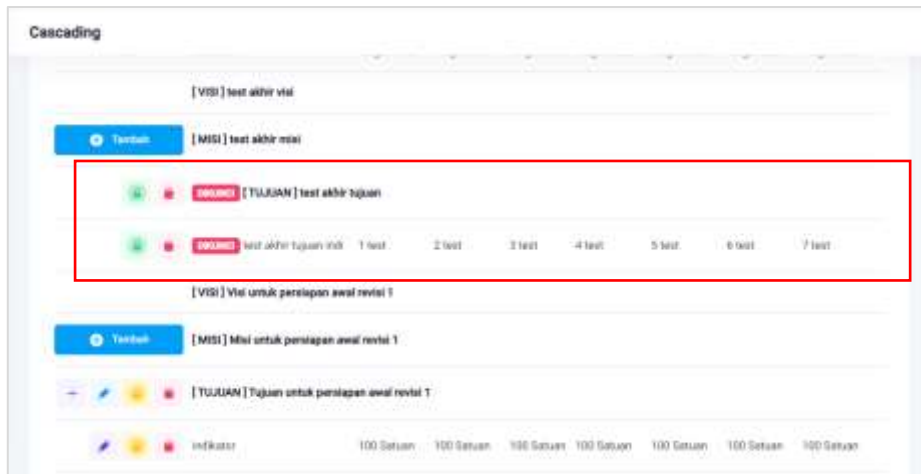 Cascading
[ VISI ] test akhir visi
Tambah [ MISI ] test akhir misi
DIKUNCI [ TUJUAN ] test akhir tujuan
DIKUNCI test akhir tujuan indi 1 test 2 test 3 test 4 test 5 test 6 test 7 test
[ VISI ] Visi untuk persiapan awal revisi 1
Tambah [ MISI ] Misi untuk persiapan awal revisi 1
[ TUJUAN ] Tujuan untuk persiapan awal revisi 1
indikator 100 Satuan 100 Satuan 100 Satuan 100 Satuan 100 Satuan 100 Satuan 100 Satuan